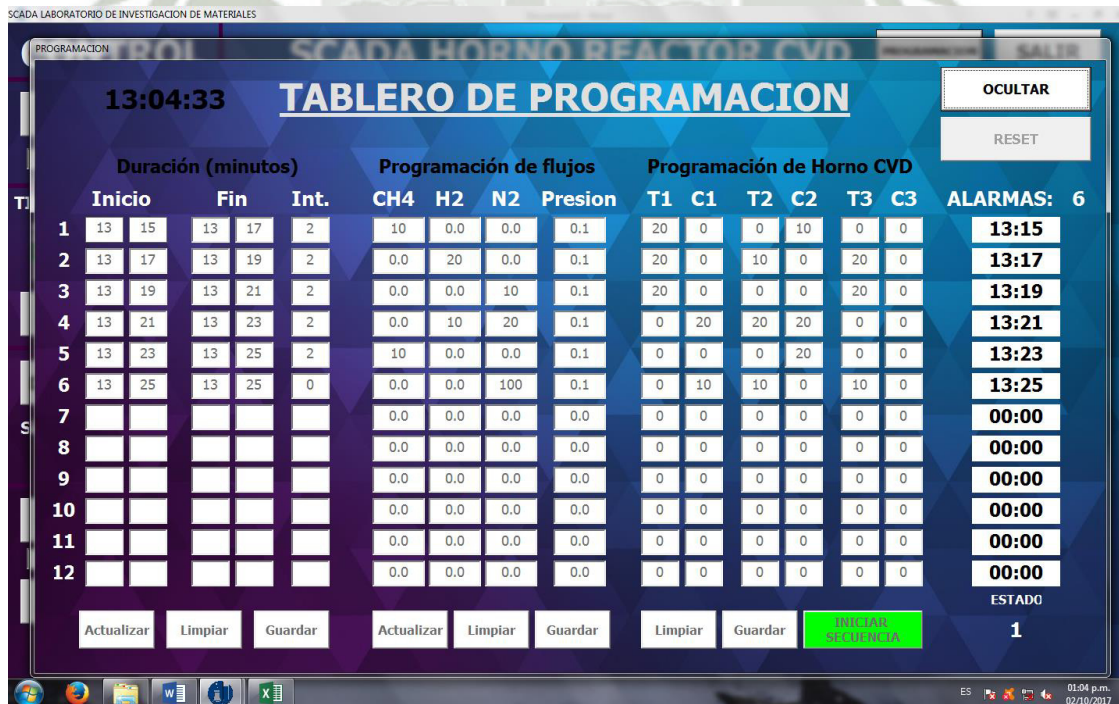 SCADA LABORATORIO DE INVESTIGACION DE MATERIALES
CONTROL SCADA HORNO REACTOR CVD PROGRAMACION SALIR
PROGRAMACION
13:04:33 TABLERO DE PROGRAMACION OCULTAR
RESET
Duración (minutos) Programación de flujos Programación de Horno CVD
Inicio Fin Int. CH4 H2 N2 Presion T1 C1 T2 C2 T3 C3 ALARMAS: 6
1 13 15 13 17 2 10 0.0 0.0 0.1 20 0 0 10 0 0 13:15
2 13 17 13 19 2 0.0 20 0.0 0.1 20 0 10 0 20 0 13:17
3 13 19 13 21 2 0.0 0.0 10 0.1 20 0 0 0 20 0 13:19
4 13 21 13 23 2 0.0 10 20 0.1 0 20 20 20 0 0 13:21
5 13 23 13 25 2 10 0.0 0.0 0.1 0 0 0 20 0 0 13:23
6 13 25 13 25 0 0.0 0.0 100 0.1 0 10 10 0 10 0 13:25
7 0.0 0.0 0.0 0.0 0 0 0 0 0 0 00:00
8 0.0 0.0 0.0 0.0 0 0 0 0 0 0 00:00
9 0.0 0.0 0.0 0.0 0 0 0 0 0 0 00:00
10 0.0 0.0 0.0 0.0 0 0 0 0 0 0 00:00
11 0.0 0.0 0.0 0.0 0 0 0 0 0 0 00:00
12 0.0 0.0 0.0 0.0 0 0 0 0 0 0 00:00
ESTADO
Actualizar Limpiar Guardar Actualizar Limpiar Guardar Limpiar Guardar INICIAR SECUENCIA 1
ES 01:04 p.m.
02/10/2017